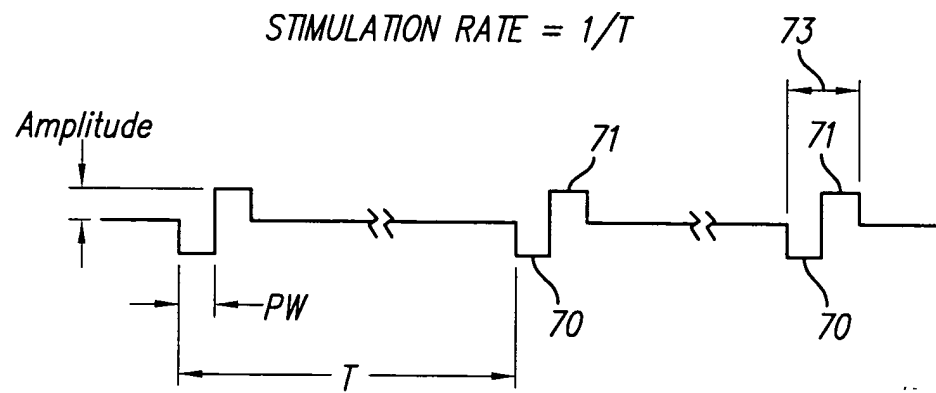 STIMULATION RATE = 1/T
73
Amplitude
71
71
PW
70
70
T